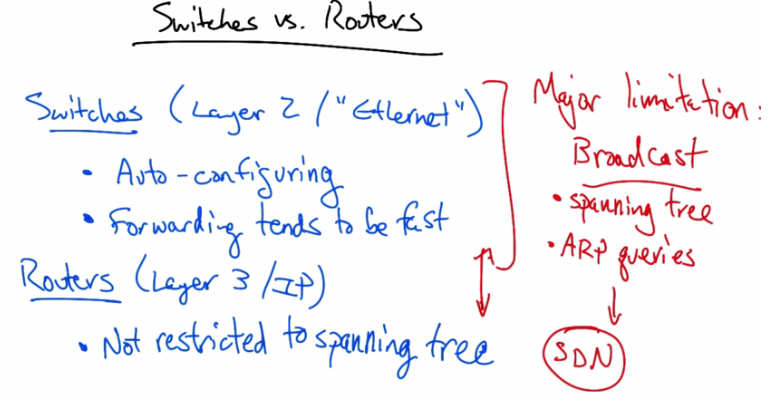 Switches vs. Routers
Switches (Layer 2 / "Ethernet")
• Auto-configuring
• Forwarding tends to be fast
Routers (Layer 3 / IP)
• Not restricted to spanning tree
Major limitation:
Broadcast
• spanning tree
• ARP queries
SDN